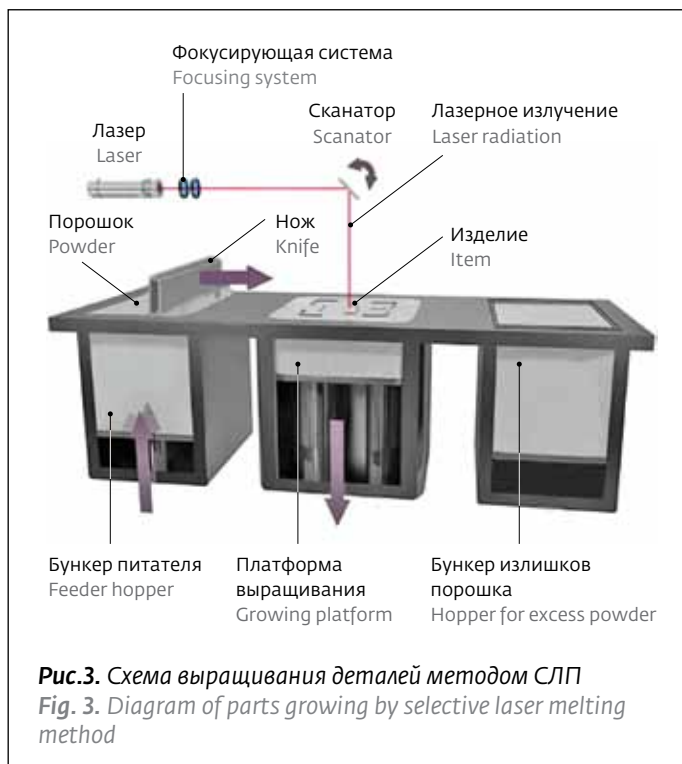 Фокусирующая система
Focusing system
Сканатор
Scanator
Лазерное излучение
Laser radiation
Лазер
Laser
Порошок
Powder
Нож
Knife
Изделие
Item
Бункер питателя
Feeder hopper
Платформа
выращивания
Growing platform
Бункер излишков
порошка
Hopper for excess powder
Рис.3. Схема выращивания деталей методом СЛП
Fig. 3. Diagram of parts growing by selective laser melting
method